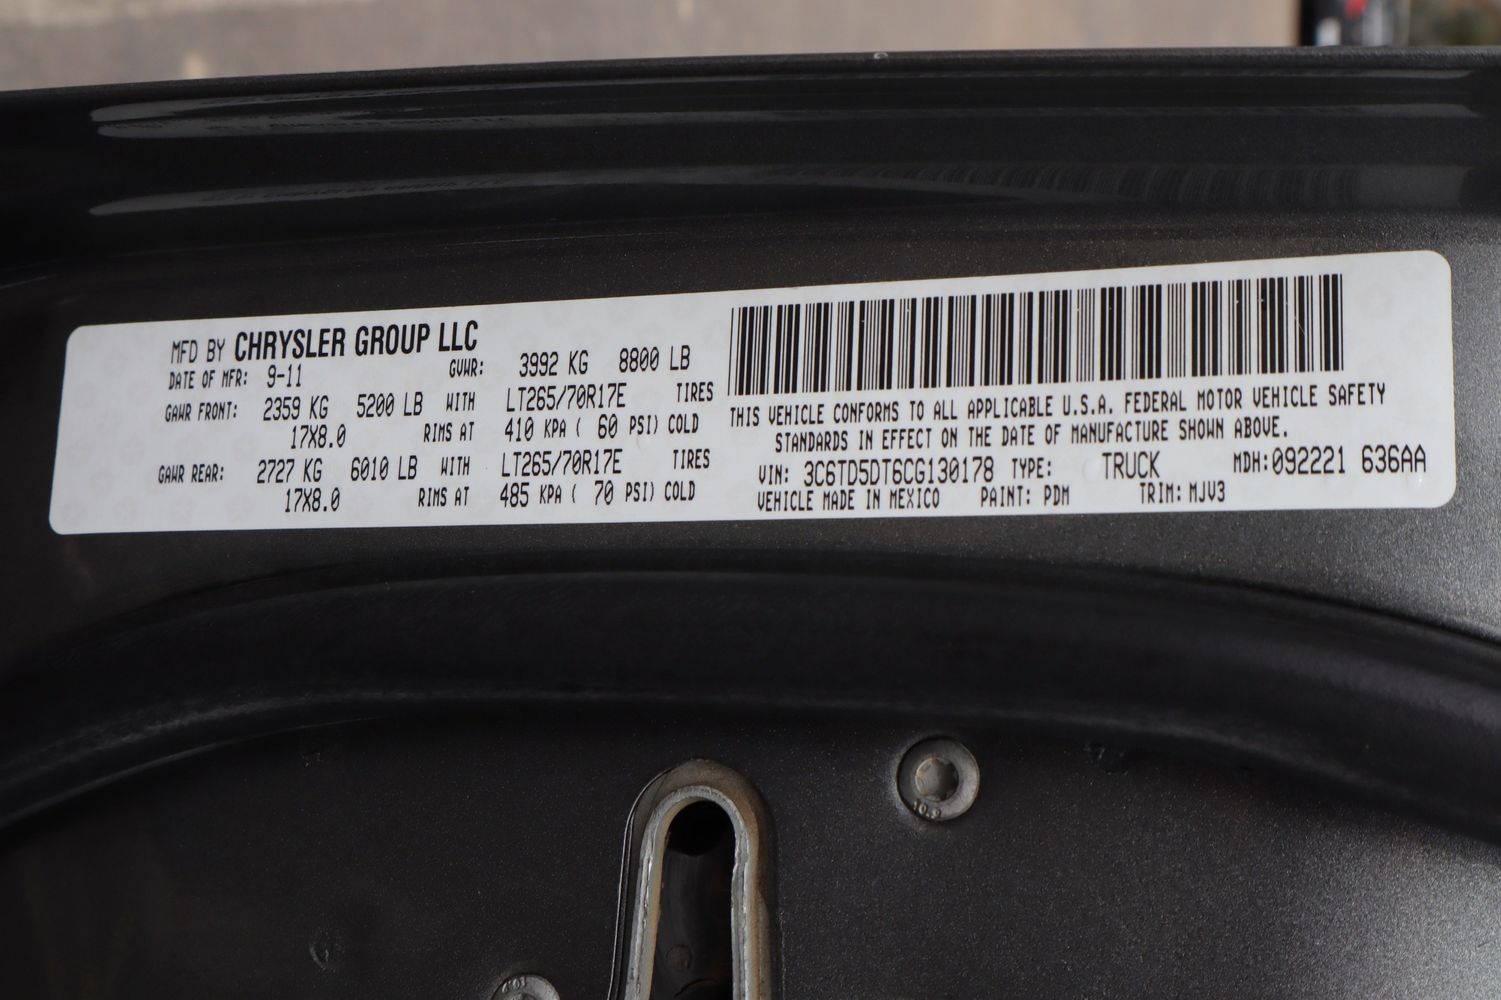 MFD BY CHRYSLER GROUP LLC
DATE OF MFR: 9-11 GVWR: 3992 KG 8800 LB
GAWR FRONT: 2359 KG 5200 LB WITH LT265/70R17E TIRES
17X8.0 RIMS AT 410 KPA ( 60 PSI) COLD
GAWR REAR: 2727 KG 6010 LB WITH LT265/70R17E TIRES
17X8.0 RIMS AT 485 KPA ( 70 PSI) COLD
THIS VEHICLE CONFORMS TO ALL APPLICABLE U.S.A. FEDERAL MOTOR VEHICLE SAFETY
STANDARDS IN EFFECT ON THE DATE OF MANUFACTURE SHOWN ABOVE.
VIN: 3C6TD5DT6CG130178 TYPE: TRUCK MDH:092221 636AA
VEHICLE MADE IN MEXICO PAINT: PDM TRIM: MJV3
10.9